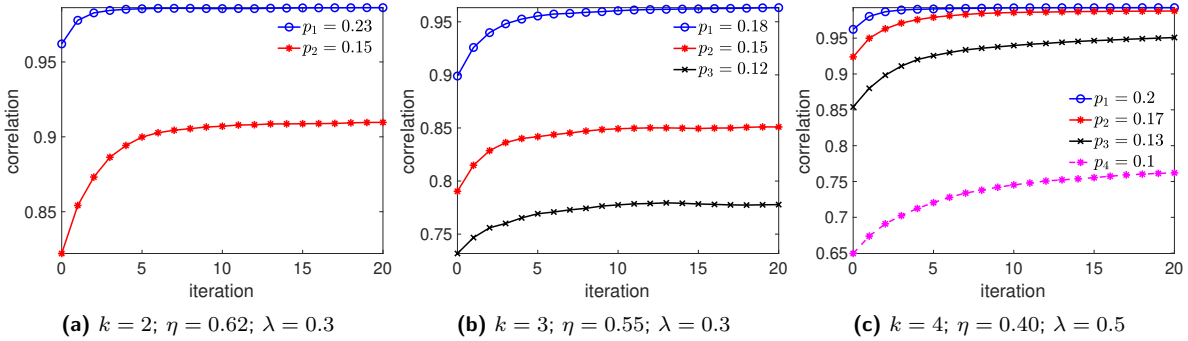 0.95
0.9
0.85
correlation
p1 = 0.23
p2 = 0.15
0 5 10 15 20
iteration
(a) k = 2; η = 0.62; λ = 0.3
0.95
0.9
0.85
0.8
0.75
correlation
p1 = 0.18
p2 = 0.15
p3 = 0.12
0 5 10 15 20
iteration
(b) k = 3; η = 0.55; λ = 0.3
0.95
0.85
0.75
0.7
0.65
correlation
p1 = 0.2
p2 = 0.17
p3 = 0.13
p4 = 0.1
0 5 10 15 20
iteration
(c) k = 4; η = 0.40; λ = 0.5